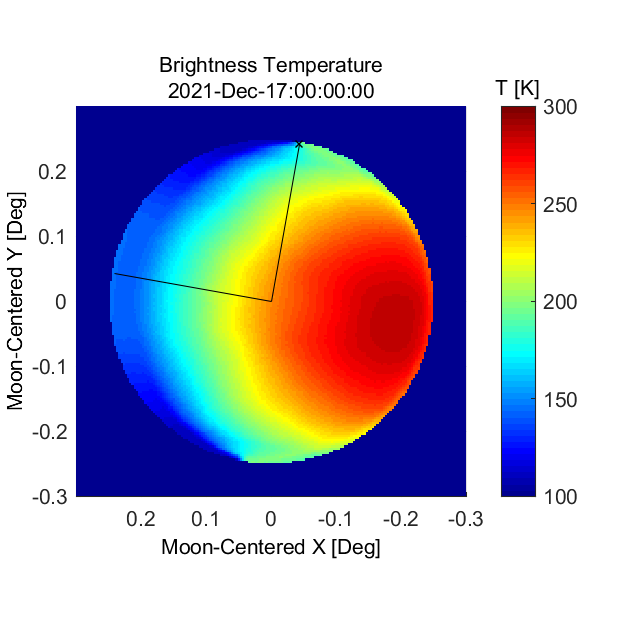 Brightness Temperature
2021-Dec-17:00:00:00
T [K]
300
250
200
150
100
Moon-Centered Y [Deg]
0.2
0.1
0
-0.1
-0.2
-0.3
0.2 0.1 0 -0.1 -0.2 -0.3
Moon-Centered X [Deg]